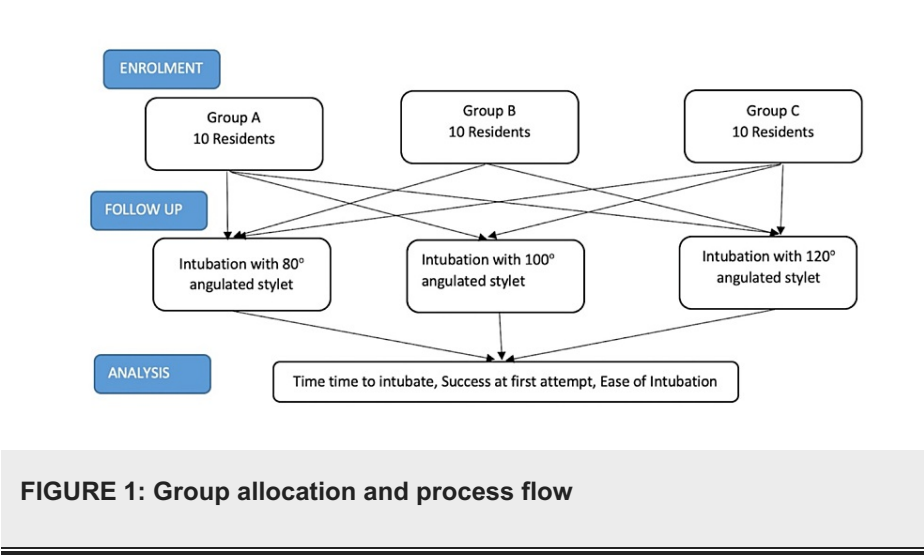 ENROLMENT
Group A
10 Residents
Group B
10 Residents
Group C
10 Residents
FOLLOW UP
Intubation with 80°
angulated stylet
Intubation with 100°
angulated stylet
Intubation with 120°
angulated stylet
ANALYSIS
Time time to intubate, Success at first attempt, Ease of Intubation
FIGURE 1: Group allocation and process flow